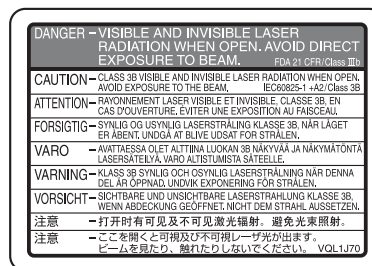 DANGER – VISIBLE AND INVISIBLE LASER
RADIATION WHEN OPEN. AVOID DIRECT
EXPOSURE TO BEAM. FDA 21 CFR/Class IIIb
CAUTION – CLASS 3B VISIBLE AND INVISIBLE LASER RADIATION WHEN OPEN.
AVOID EXPOSURE TO THE BEAM. IEC60825-1 +A2/Class 3B
ATTENTION – RAYONNEMENT LASER VISIBLE ET INVISIBLE, CLASSE 3B, EN
CAS D'OUVERTURE. ÉVITER UNE EXPOSITION AU FAISCEAU.
FORSIGTIG – SYNLIG OG USYNLIG LASERSTRÅLING KLASSE 3B, NÅR LÅGET
ER ÅBENT. UNDGÅ AT BLIVE UDSAT FOR STRÅLEN.
VARO – AVATTAESSA OLET ALTTIINA LUOKAN 3B NÄKYVÄÄ JA NÄKYMÄTÖNTÄ
LASERSÄTEILYÄ. VARO ALTISTUMISTA SÄTEELLE.
VARNING – KLASS 3B SYNLIG OCH OSYNLIG LASERSTRÅLNING NÄR DENNA
DEL ÄR ÖPPNAD. UNDVIK EXPONERING FÖR STRÅLEN.
VORSICHT – SICHTBARE UND UNSICHTBARE LASERSTRAHLUNG KLASSE 3B,
WENN ABDECKUNG GEÖFFNET. NICHT DEM STRAHL AUSSETZEN.
注意 – 打开时有可见及不可见激光辐射。避免光束照射。
注意 – ここを開くと可視及び不可視レーザ光が出ます。
ビームを見たり、触れたりしないでください。 VQL1J70